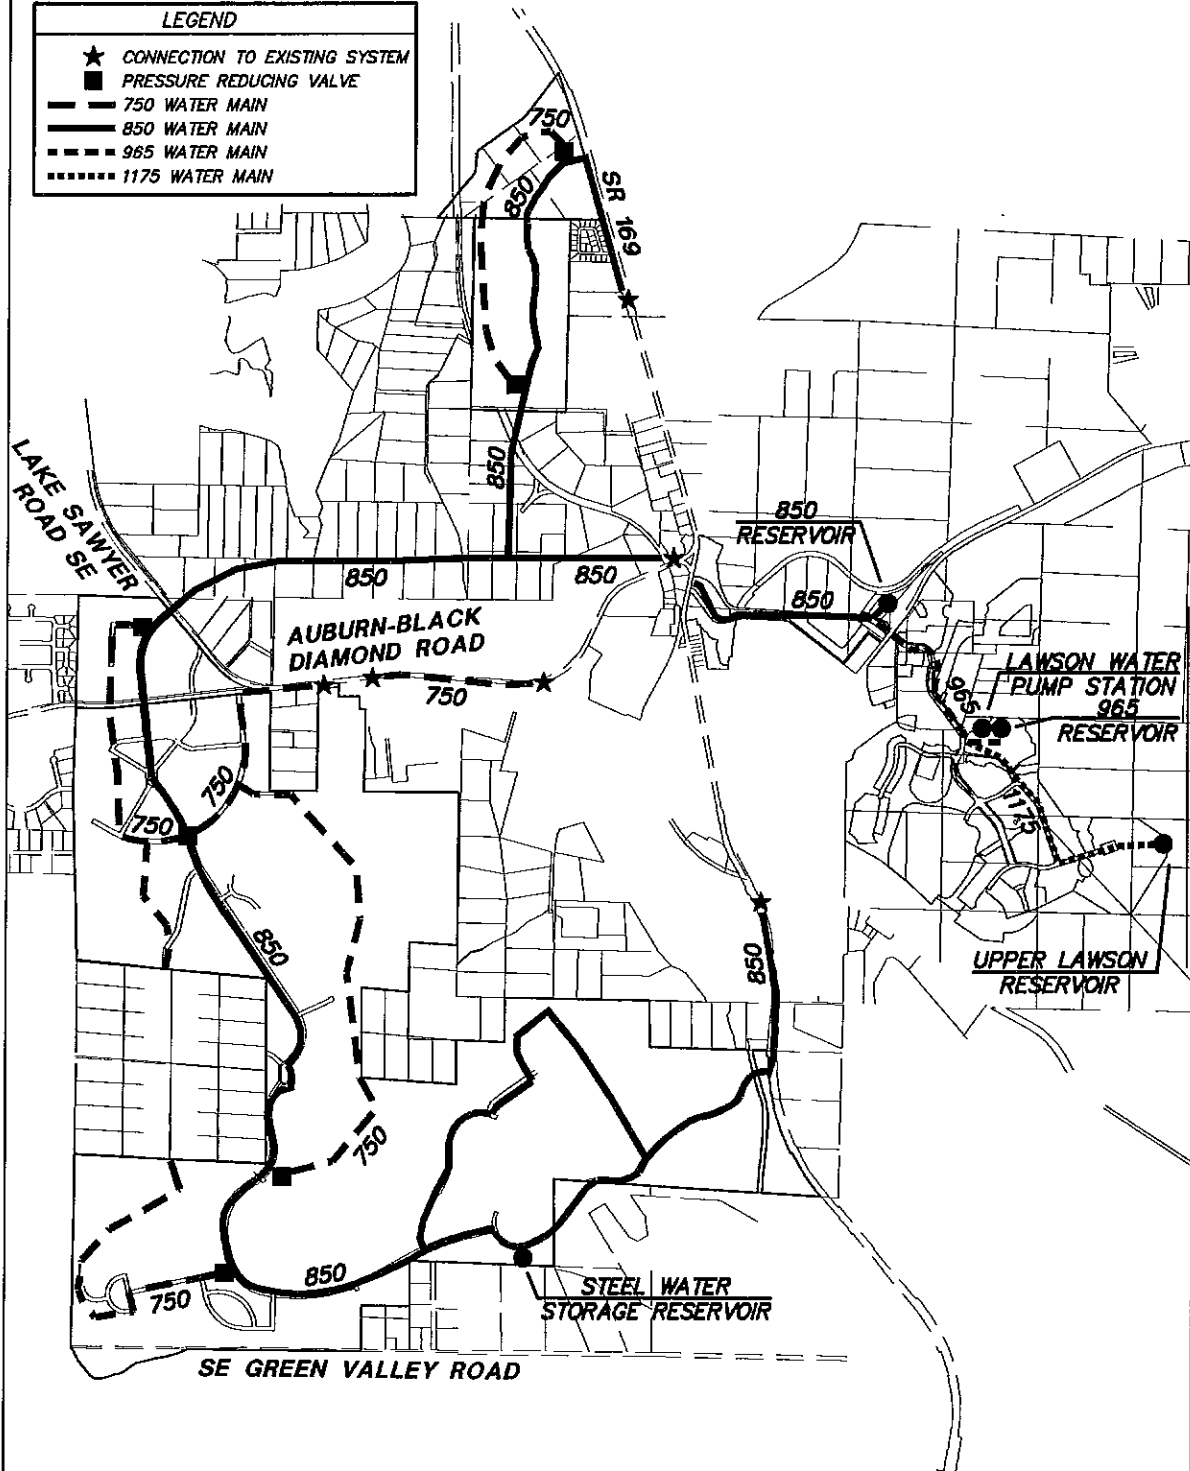 LEGEND
CONNECTION TO EXISTING SYSTEM
PRESSURE REDUCING VALVE
750 WATER MAIN
850 WATER MAIN
965 WATER MAIN
1175 WATER MAIN
750
850
SR 169
850
LAKE SAWYER
ROAD SE
850
RESERVOIR
850
850
850
AUBURN-BLACK
DIAMOND ROAD
750
LAWSON WATER
PUMP STATION
965
965
RESERVOIR
750
750
1175
850
850
UPPER LAWSON
RESERVOIR
750
850
750
STEEL WATER
STORAGE RESERVOIR
SE GREEN VALLEY ROAD